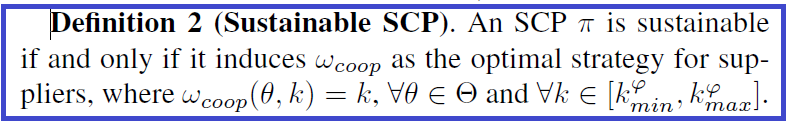 Definition 2 (Sustainable SCP). An SCP π is sustainable
if and only if it induces ω_coop as the optimal strategy for sup-
pliers, where ω_coop(θ, k) = k, ∀θ ∈ Θ and ∀k ∈ [k^φ_min, k^φ_max].